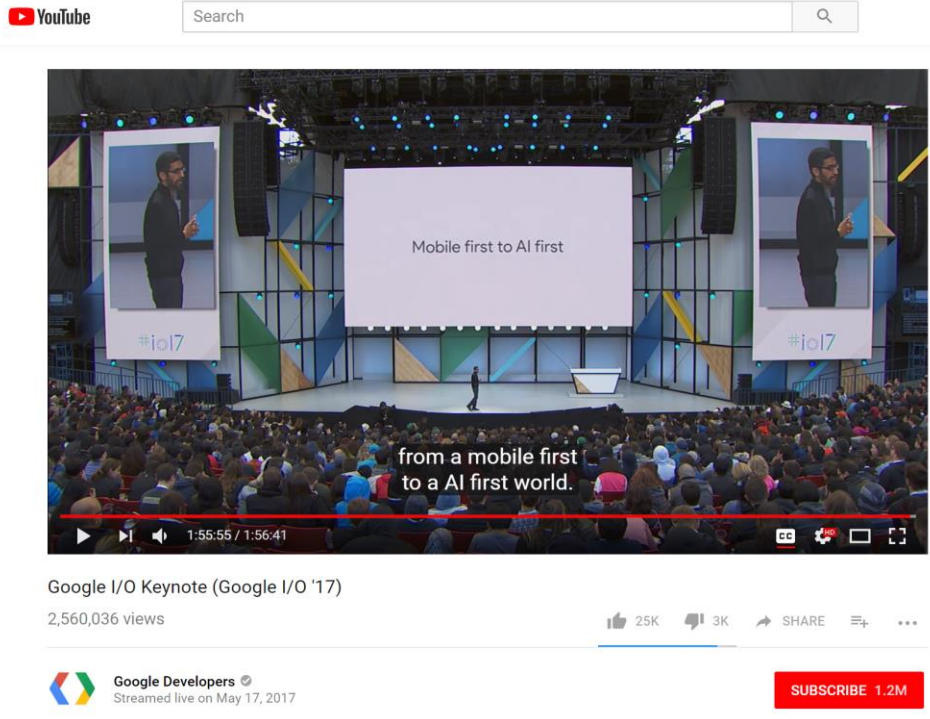 YouTube
Search
Mobile first to AI first
#io17
#io17
from a mobile first
to a AI first world.
1:55:55 / 1:56:41
CC
HD
Google I/O Keynote (Google I/O '17)
2,560,036 views
25K
3K
SHARE
Google Developers
Streamed live on May 17, 2017
SUBSCRIBE 1.2M